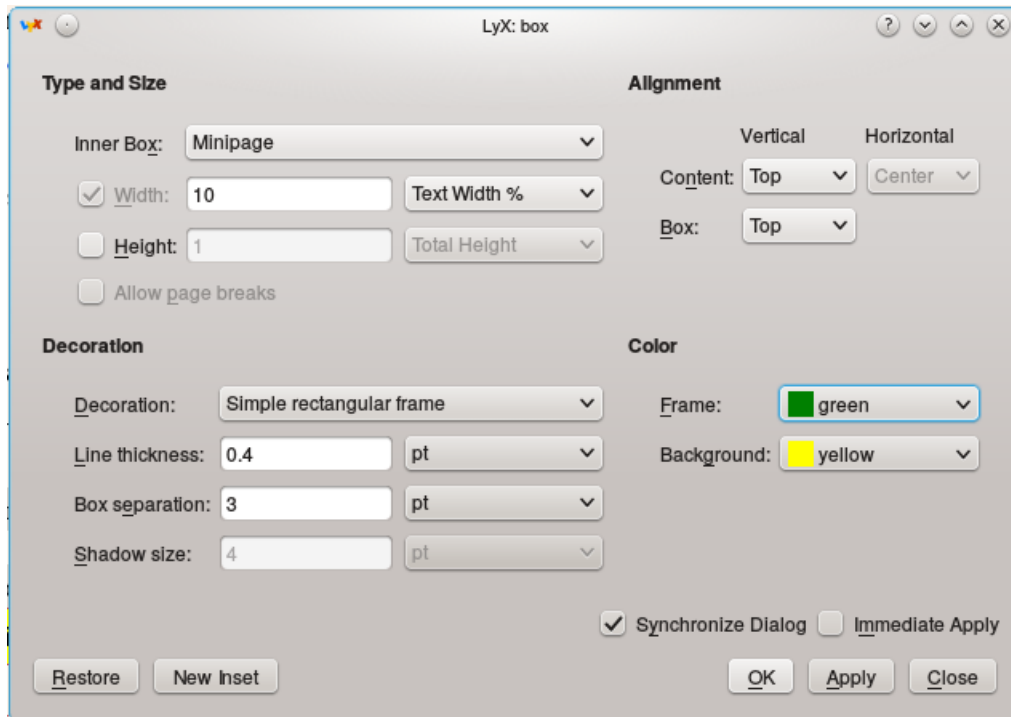 LyX: box
Type and Size
Inner Box: Minipage
Width: 10 Text Width %
Height: 1 Total Height
Allow page breaks
Alignment
Vertical Horizontal
Content: Top Center
Box: Top
Decoration
Decoration: Simple rectangular frame
Line thickness: 0.4 pt
Box separation: 3 pt
Shadow size: 4 pt
Color
Frame: green
Background: yellow
Synchronize Dialog Immediate Apply
Restore New Inset OK Apply Close